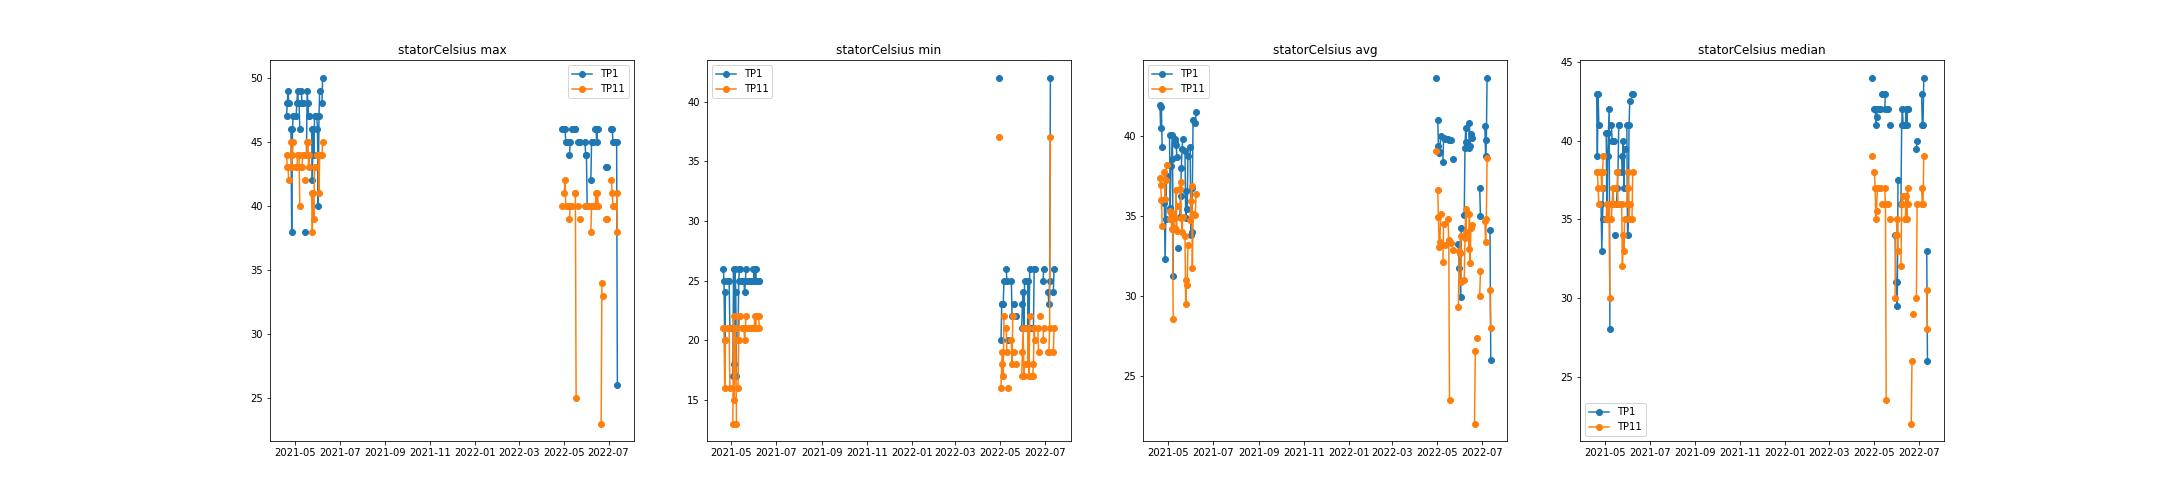 statorCelsius max
TP1
TP11
50
45
40
35
30
25
2021-05 2021-07 2021-09 2021-11 2022-01 2022-03 2022-05 2022-07
statorCelsius min
TP1
TP11
40
35
30
25
20
15
2021-05 2021-07 2021-09 2021-11 2022-01 2022-03 2022-05 2022-07
statorCelsius avg
TP1
TP11
40
35
30
25
2021-05 2021-07 2021-09 2021-11 2022-01 2022-03 2022-05 2022-07
statorCelsius median
45
40
35
30
25
TP1
TP11
2021-05 2021-07 2021-09 2021-11 2022-01 2022-03 2022-05 2022-07